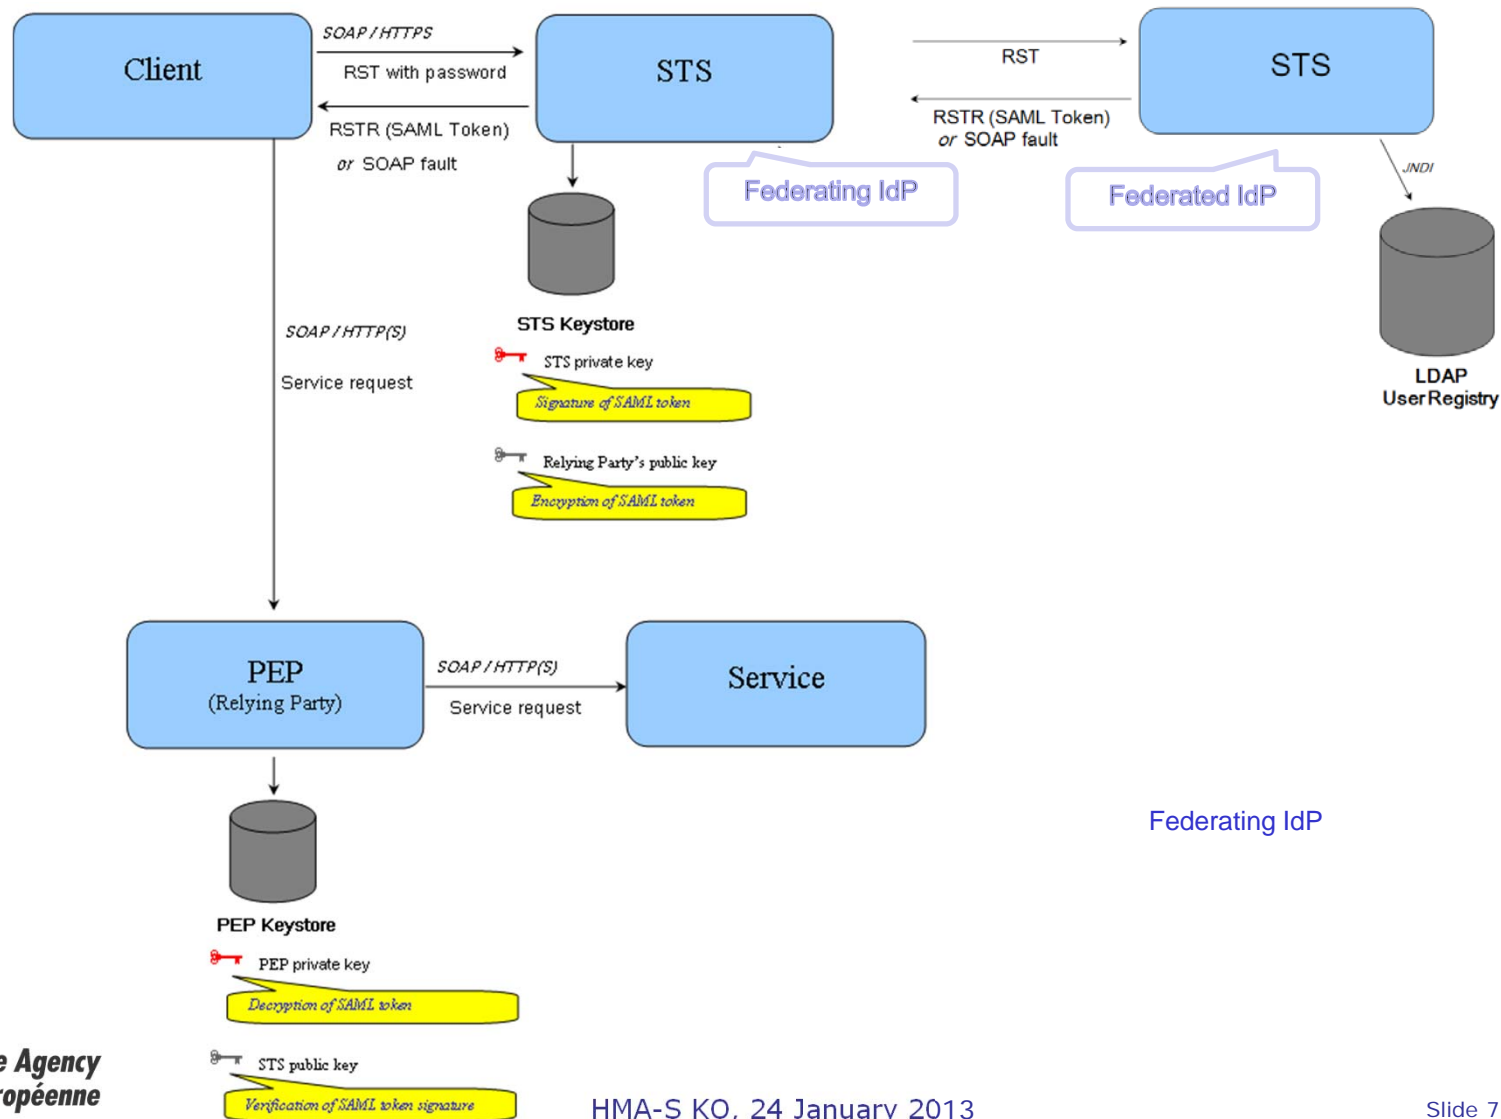 Client
SOAP / HTTPS
RST with password
RSTR (SAML Token)
or SOAP fault
STS
RST
RSTR (SAML Token)
or SOAP fault
STS
Federating IdP
Federated IdP
JNDI
STS Keystore
STS private key
Signature of SAML token
Relying Party's public key
Encryption of SAML token
LDAP
User Registry
SOAP / HTTP(S)
Service request
PEP
(Relying Party)
SOAP / HTTP(S)
Service request
Service
PEP Keystore
PEP private key
Decryption of SAML token
STS public key
Verification of SAML token signature
Federating IdP
e Agency
ropéenne
HMA-S KO, 24 January 2013
Slide 7